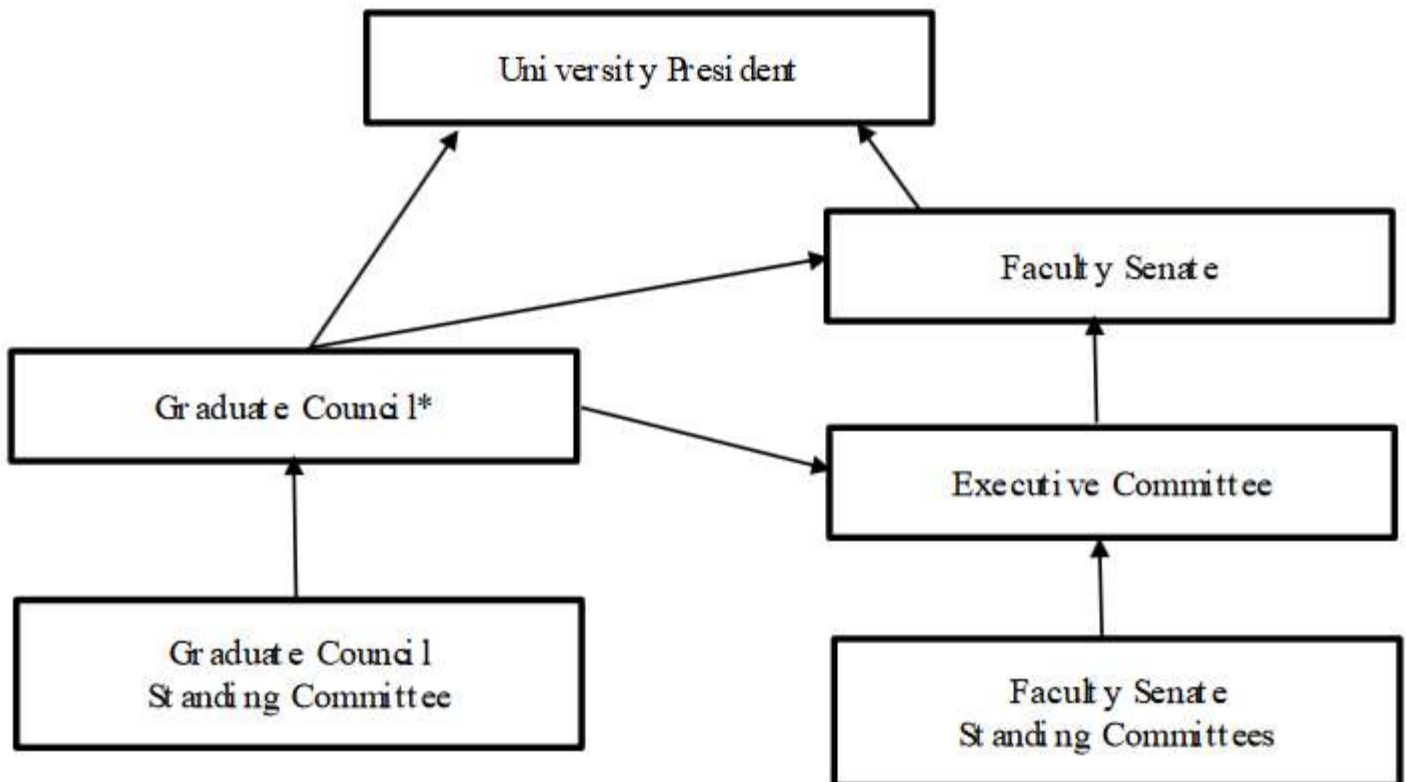 University President
Faculty Senate
Graduate Council*
Executive Committee
Graduate Council
Standing Committee
Faculty Senate
Standing Committees